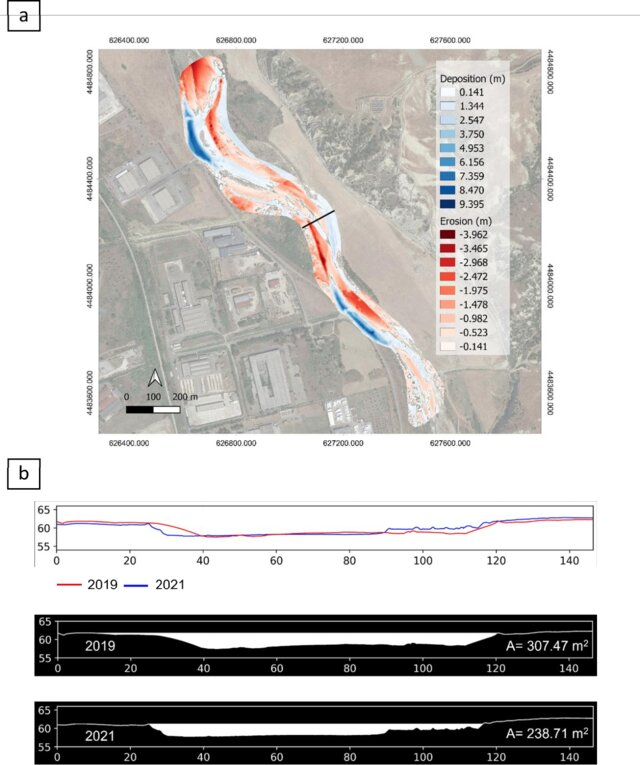 a
626400.000 626800.000 627200.000 627600.000
4484800.000 4484800.000
4484400.000 4484400.000
4484000.000 4484000.000
4483600.000 4483600.000
Deposition (m)
0.141
1.344
2.547
3.750
4.953
6.156
7.359
8.470
9.395
Erosion (m)
-3.962
-3.465
-2.968
-2.472
-1.975
-1.478
-0.982
-0.523
-0.141
0 100 200 m
626400.000 626800.000 627200.000 627600.000
b
65
60
55
0 20 40 60 80 100 120 140
2019 2021
65
60
55
2019 A= 307.47 m²
0 20 40 60 80 100 120 140
65
60
55
2021 A= 238.71 m²
0 20 40 60 80 100 120 140